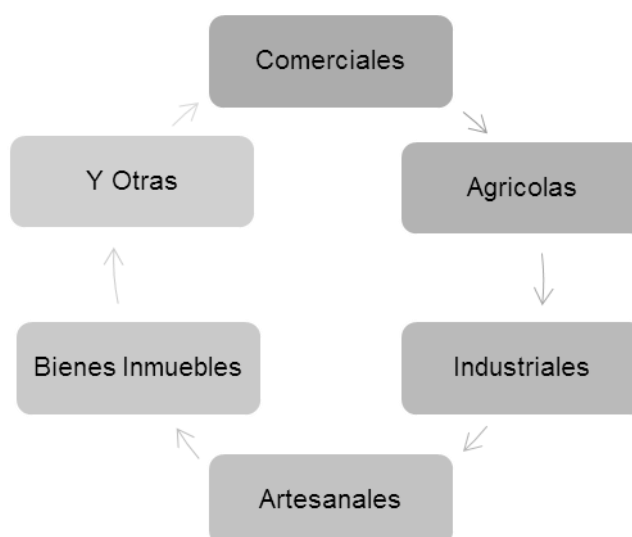 Comerciales
Agricolas
Industriales
Artesanales
Bienes Inmuebles
Y Otras